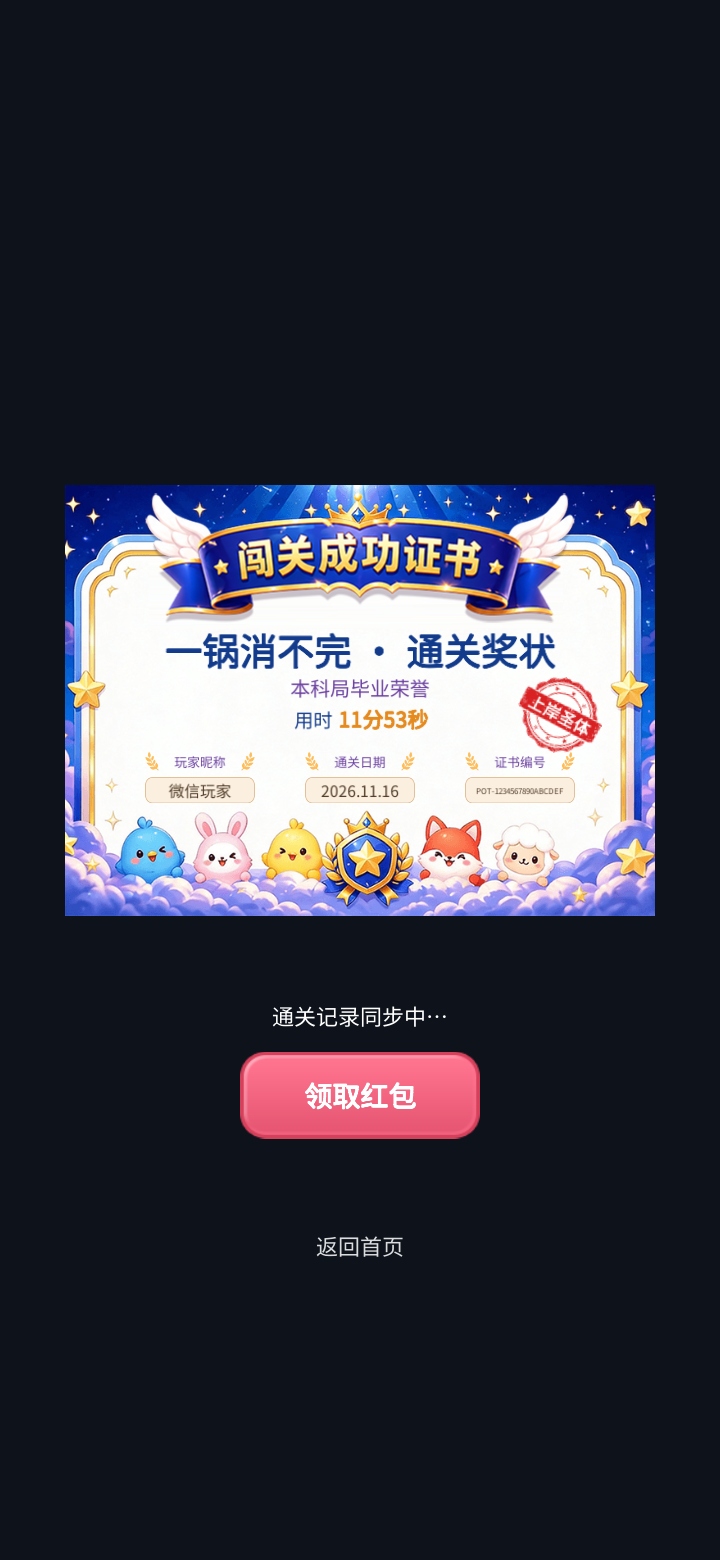 闯关成功证书
一锅消不完 · 通关奖状
本科局毕业荣誉
用时 11分53秒
上岸圣体
玩家昵称
通关日期
证书编号
微信玩家
2026.11.16
POT-1234567890ABCDEF
通关记录同步中…
领取红包
返回首页